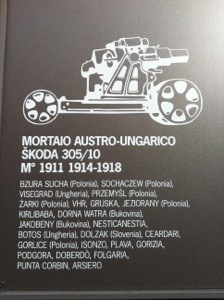 MORTAIO AUSTRO-UNGARICO
ŠKODA 305/10
M° 1911 1914-1918
BZURA SUCHA (Polonia), SOCHACZEW (Polonia),
VISEGRAD (Ungheria), PRZEMYŚL (Polonia),
ŻARKI (Polonia), VHR, GRUSKA, JEZIORANY (Polonia),
KIRLIBABA, DORNA WATRA (Bukovina),
JAKOBENY (Bukovina), NESTICANESTIA,
BOTOS (Ungheria), DOLZAK (Slovenia), CEARDARI,
GORLICE (Polonia), ISONZO, PLAVA, GORIZIA,
PODGORA, DOBERDÒ, FOLGARIA,
PUNTA CORBIN, ARSIERO